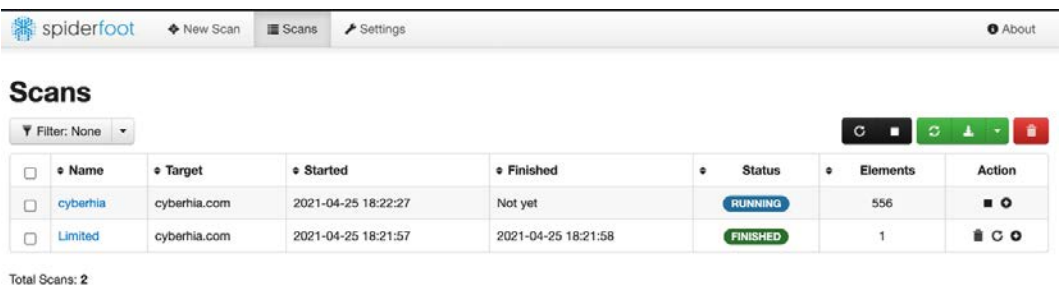 spiderfoot New Scan Scans Settings About
Scans
Filter: None
Name Target Started Finished Status Elements Action
cyberhia cyberhia.com 2021-04-25 18:22:27 Not yet RUNNING 556
Limited cyberhia.com 2021-04-25 18:21:57 2021-04-25 18:21:58 FINISHED 1
Total Scans: 2